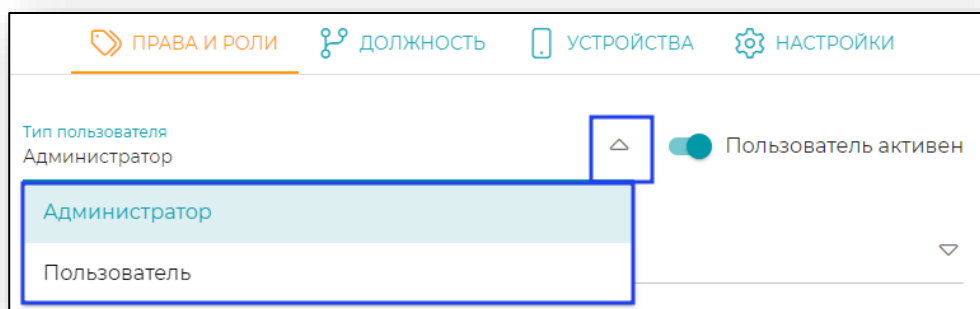 ПРАВА И РОЛИ ДОЛЖНОСТЬ УСТРОЙСТВА НАСТРОЙКИ
Тип пользователя
Администратор Пользователь активен
Администратор
Пользователь